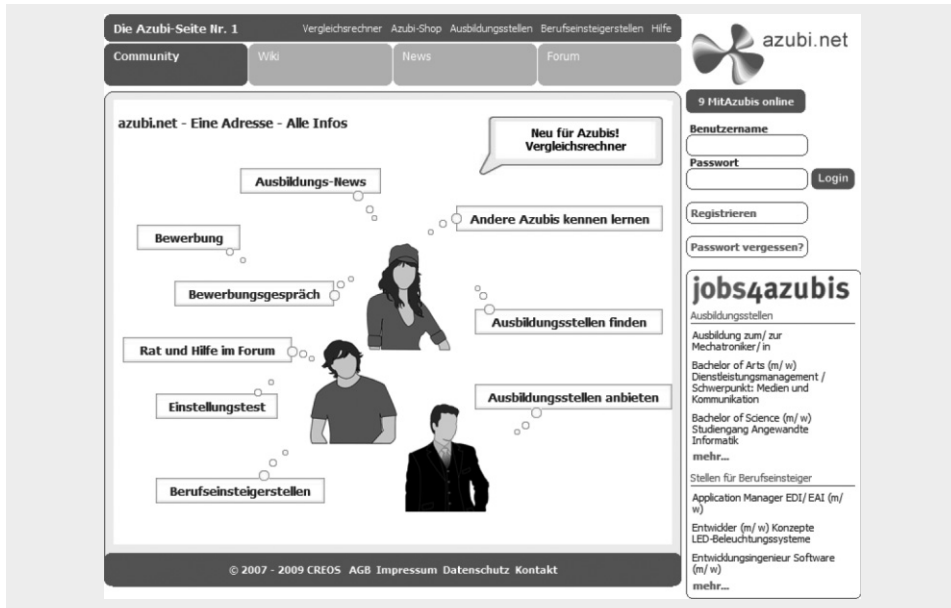 Die Azubi-Seite Nr. 1
Vergleichsrechner Azubi-Shop Ausbildungsstellen Berufseinsteigerstellen Hilfe
Community
Wiki
News
Forum
azubi.net
azubi.net - Eine Adresse - Alle Infos
Neu für Azubis!
Vergleichsrechner
Ausbildungs-News
Andere Azubis kennen lernen
Bewerbung
Bewerbungsgespräch
Ausbildungsstellen finden
Rat und Hilfe im Forum
Einstellungstest
Ausbildungsstellen anbieten
Berufseinsteigerstellen
9 MitAzubis online
Benutzername
Passwort
Login
Registrieren
Passwort vergessen?
jobs4azubis
Ausbildungsstellen
Ausbildung zum/ zur
Mechatroniker/ in
Bachelor of Arts (m/ w)
Dienstleistungsmanagement /
Schwerpunkt: Medien und
Kommunikation
Bachelor of Science (m/ w)
Studiengang Angewandte
Informatik
mehr...
Stellen für Berufseinsteiger
Application Manager EDI/ EAI (m/
w)
Entwickler (m/ w) Konzepte
LED-Beleuchtungssysteme
Entwicklungsingenieur Software
(m/ w)
mehr...
© 2007 - 2009 CREOS AGB Impressum Datenschutz Kontakt